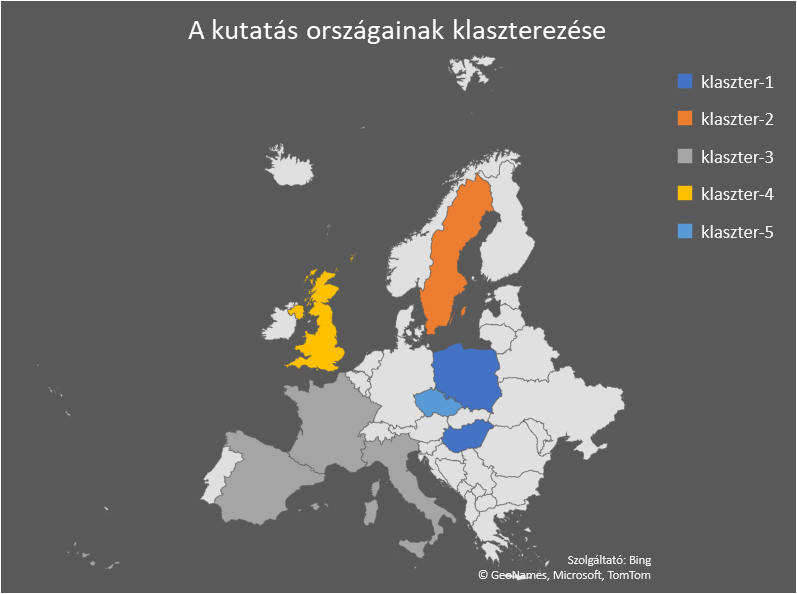 A kutatás országainak klaszterezése
klaszter-1
klaszter-2
klaszter-3
klaszter-4
klaszter-5
Szolgáltató: Bing
© GeoNames, Microsoft, TomTom